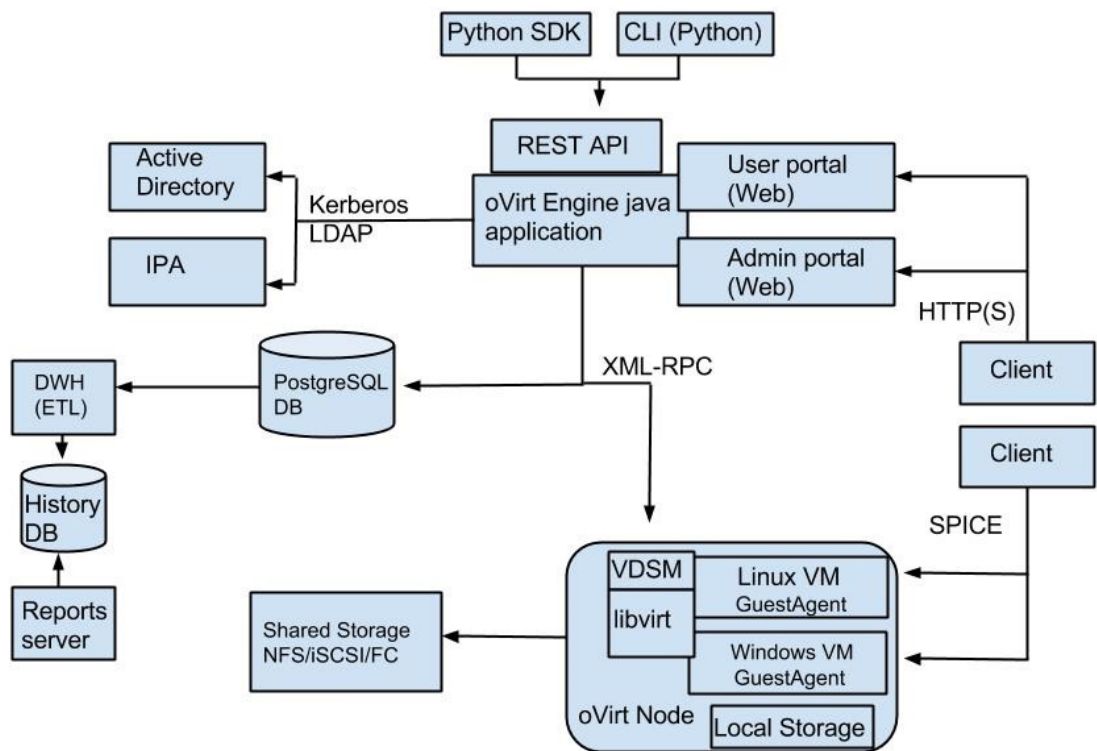 Python SDK
CLI (Python)
REST API
Active
Directory
User portal
(Web)
Kerberos
LDAP
oVirt Engine java
application
IPA
Admin portal
(Web)
HTTP(S)
XML-RPC
Client
DWH
(ETL)
PostgreSQL
DB
Client
History
DB
SPICE
VDSM
Linux VM
GuestAgent
Reports
server
libvirt
Shared Storage
NFS/iSCSI/FC
Windows VM
GuestAgent
oVirt Node
Local Storage